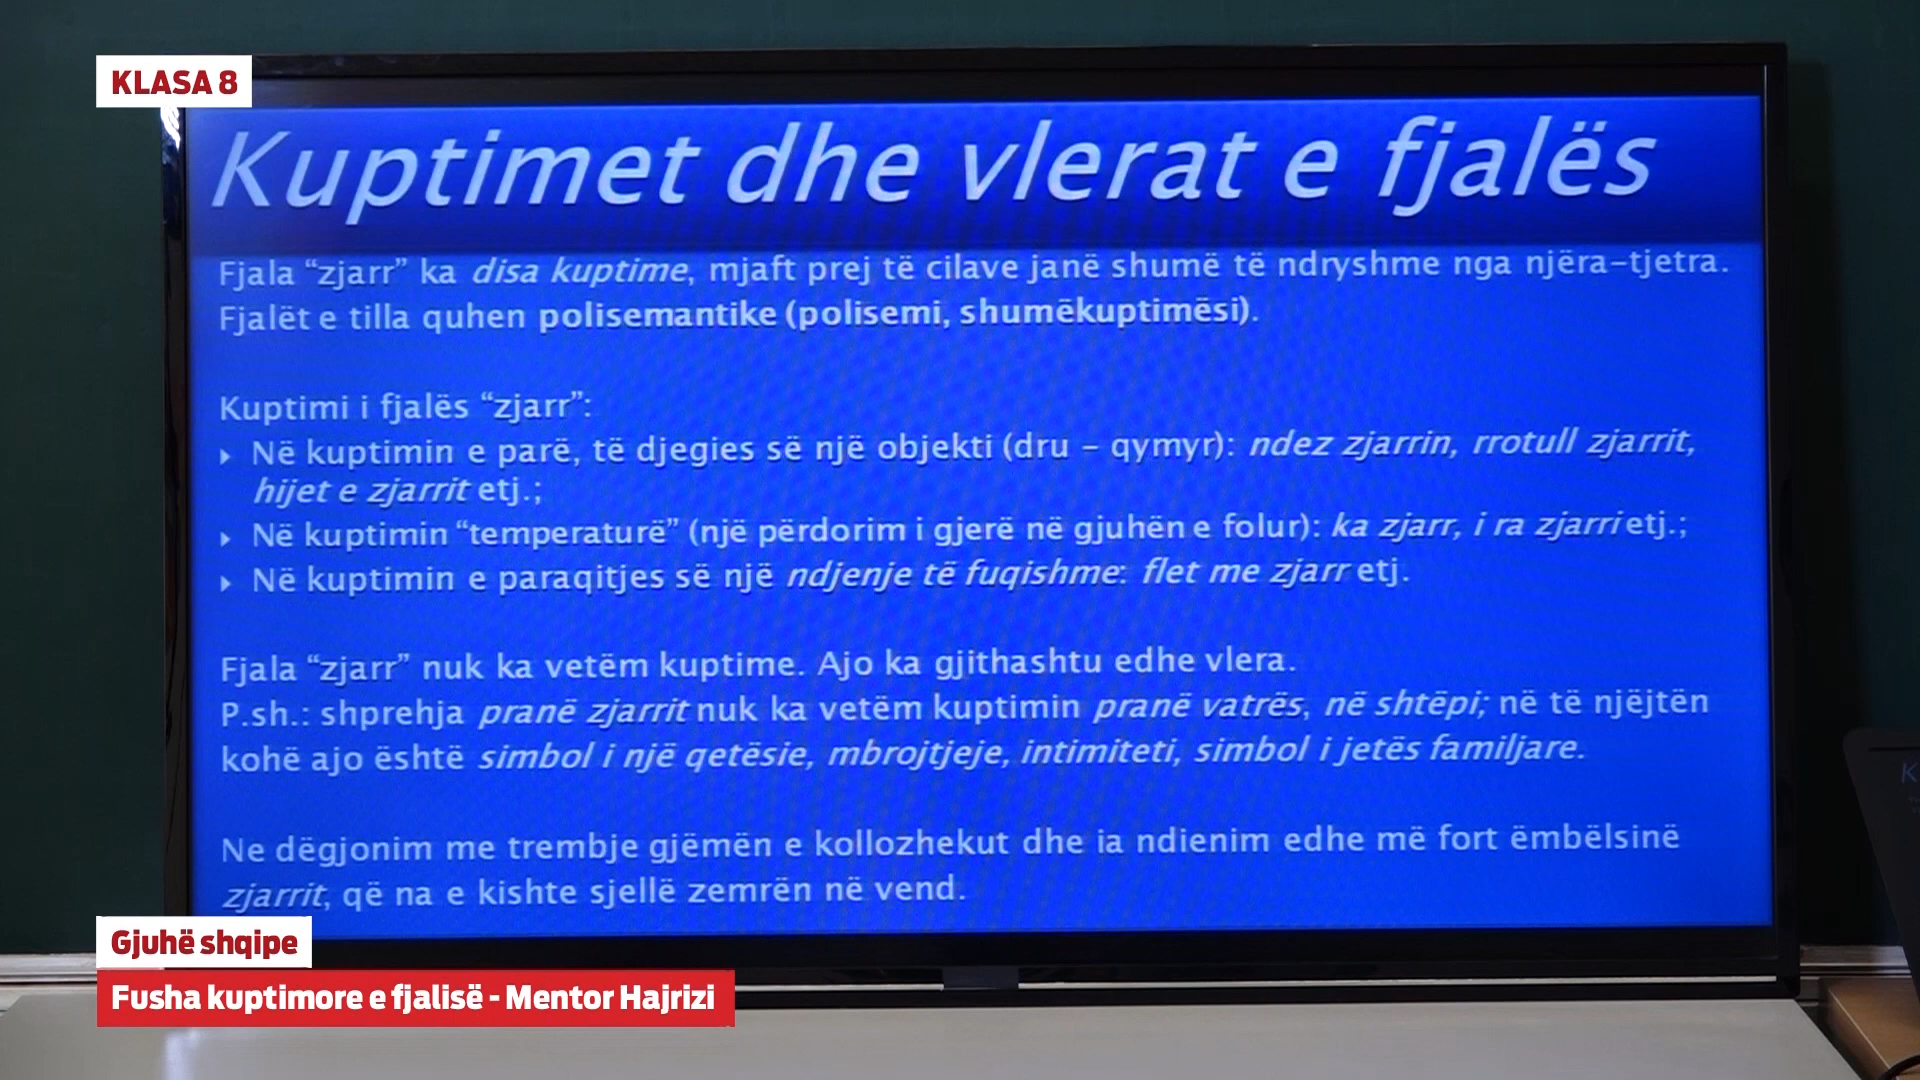 KLASA 8
Kuptimet dhe vlerat e fjalës
Fjala “zjarr” ka disa kuptime, mjaft prej të cilave janë shumë të ndryshme nga njëra-tjetra.
Fjalët e tilla quhen polisemantike (polisemi, shumëkuptimësi).
Kuptimi i fjalës “zjarr”:
Në kuptimin e parë, të djegies së një objekti (dru – qymyr): ndez zjarrin, rrotull zjarrit,
hijet e zjarrit etj.;
Në kuptimin “temperaturë” (një përdorim i gjerë në gjuhën e folur): ka zjarr, i ra zjarri etj.;
Në kuptimin e paraqitjes së një ndjenje të fuqishme: flet me zjarr etj.
Fjala “zjarr” nuk ka vetëm kuptime. Ajo ka gjithashtu edhe vlera.
P.sh.: shprehja pranë zjarrit nuk ka vetëm kuptimin pranë vatrës, në shtëpi; në të njëjtën
kohë ajo është simbol i një qetësie, mbrojtjeje, intimiteti, simbol i jetës familjare.
Ne dëgjonim me trembje gjëmën e kollozhekut dhe ia ndienim edhe më fort ëmbëlsinë
zjarrit, që na e kishte sjellë zemrën në vend.
Gjuhë shqipe
Fusha kuptimore e fjalisë - Mentor Hajrizi